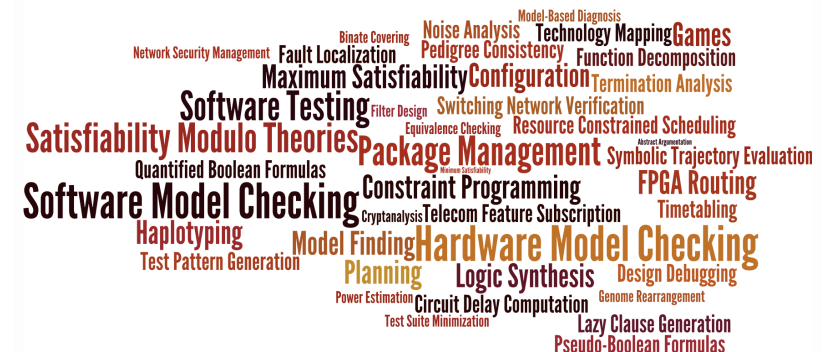 Model-Based Diagnosis
Noise Analysis
Technology Mapping
Games
Binate Covering
Network Security Management
Fault Localization
Pedigree Consistency
Function Decomposition
Maximum Satisfiability
Configuration
Termination Analysis
Software Testing
Filter Design
Switching Network Verification
Equivalence Checking
Resource Constrained Scheduling
Satisfiability Modulo Theories
Package Management
Abstract Argumentation
Symbolic Trajectory Evaluation
Quantified Boolean Formulas
Minimum Satisfiability
Software Model Checking
Constraint Programming
FPGA Routing
Cryptanalysis
Telecom Feature Subscription
Timetabling
Haplotyping
Model Finding
Hardware Model Checking
Test Pattern Generation
Planning
Logic Synthesis
Design Debugging
Power Estimation
Circuit Delay Computation
Genome Rearrangement
Test Suite Minimization
Lazy Clause Generation
Pseudo-Boolean Formulas